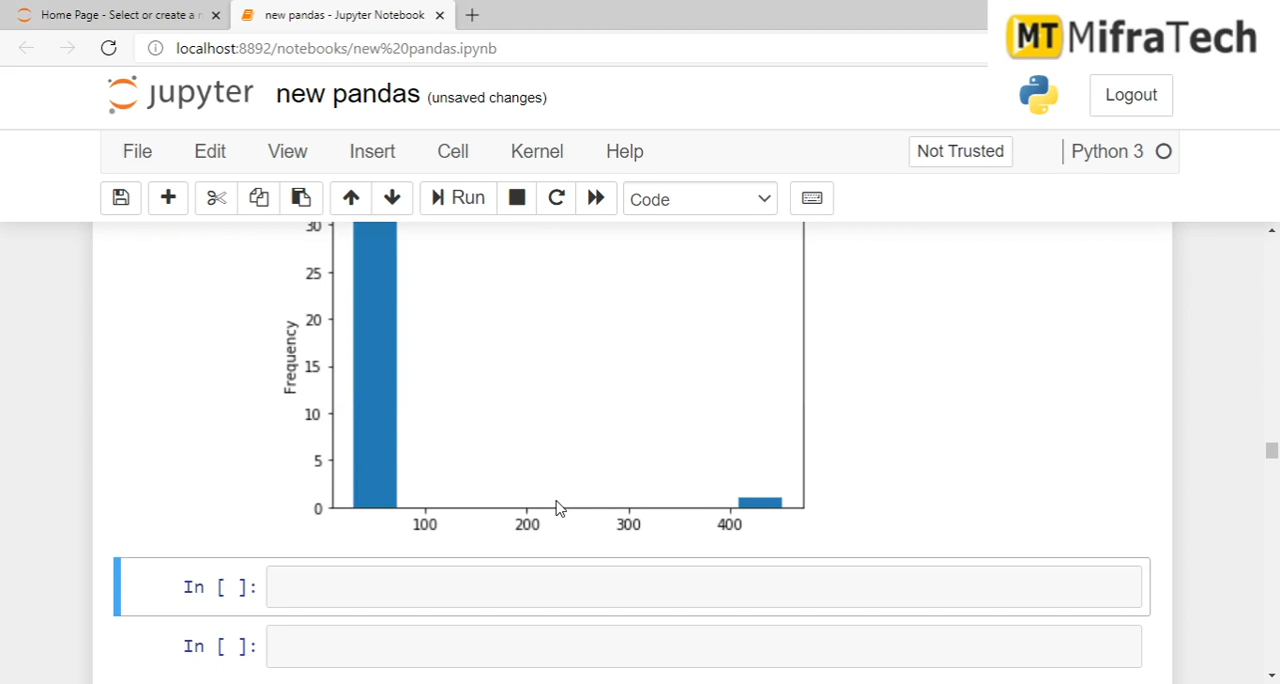 Home Page - Select or create a n
new pandas - Jupyter Notebook
localhost:8892/notebooks/new%20pandas.ipynb
MT MifraTech
jupyter new pandas (unsaved changes)
Logout
File Edit View Insert Cell Kernel Help
Not Trusted
Python 3
Run
Code
30
25
20
15
10
5
0
Frequency
100 200 300 400
In [ ]:
In [ ]: